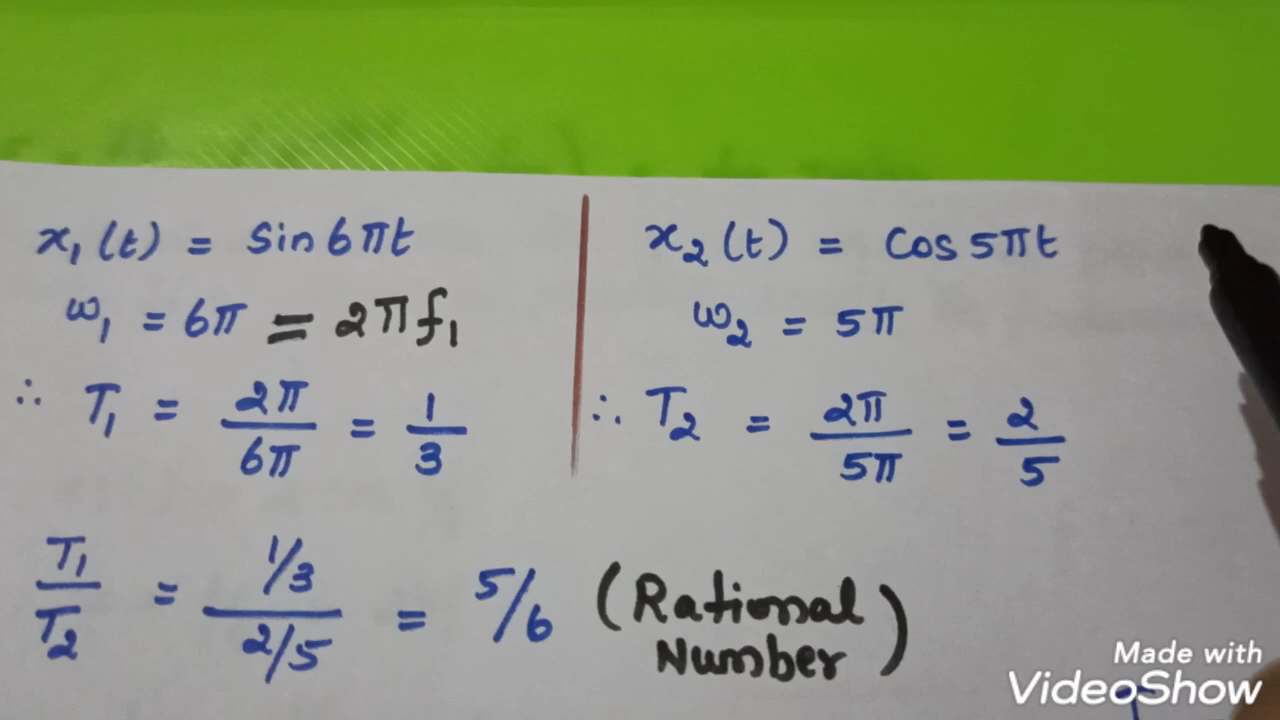 x₁(t) = Sin 6πt
ω₁ = 6π = 2πf₁
∴ T₁ = 2π/6π = 1/3
x₂(t) = Cos 5πt
ω₂ = 5π
∴ T₂ = 2π/5π = 2/5
T₁/T₂ = (1/3)/(2/5) = 5/6 (Rational
Number)
Made with
VideoShow